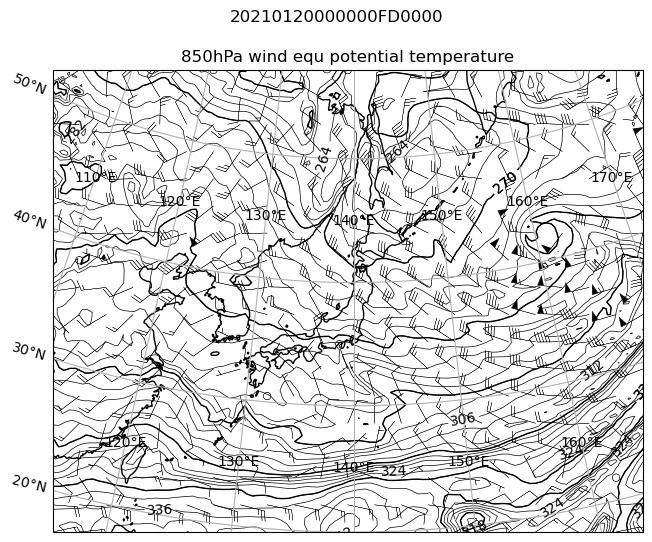 20210120000000FD0000
850hPa wind equ potential temperature
50°N
264
264
270
110°E
170°E
120°E
160°E
130°E
150°E
140°E
40°N
30°N
312
306
120°E
160°E
324
324
130°E
150°E
140°E
324
20°N
324
336
318